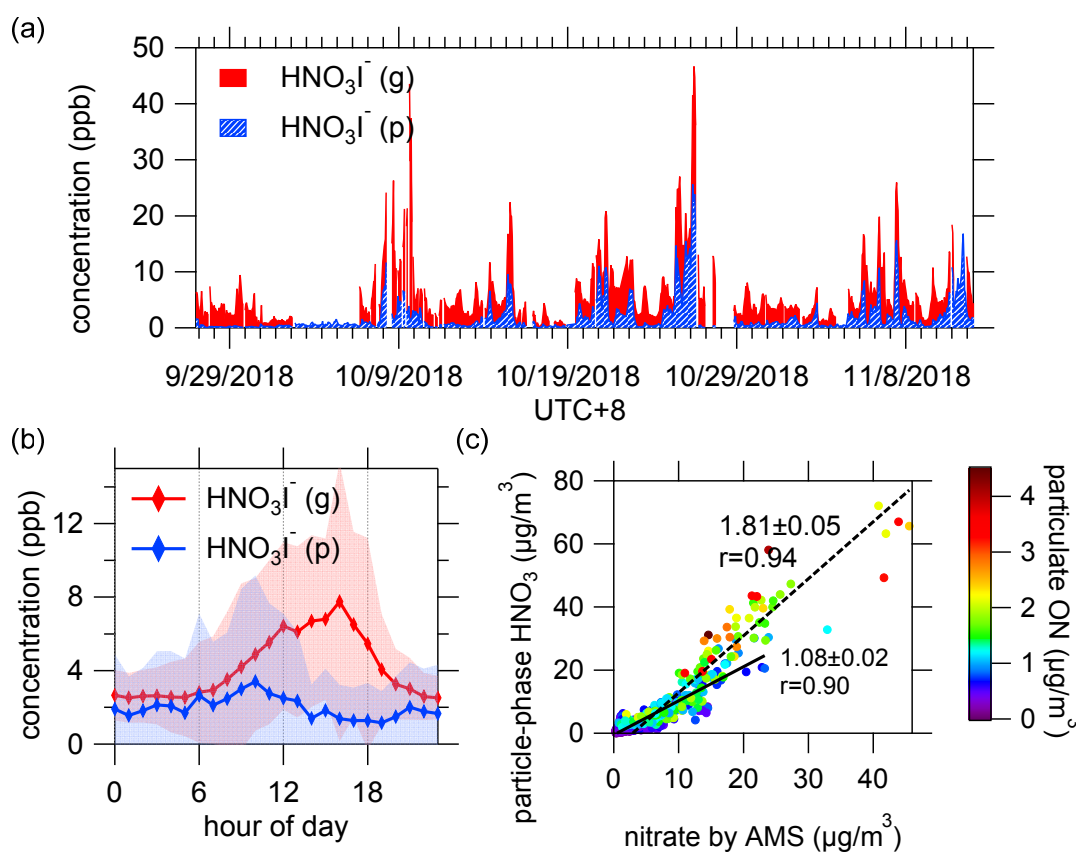 (a)
50
40
30
20
10
0
concentration (ppb)
HNO₃I⁻ (g)
HNO₃I⁻ (p)
9/29/2018 10/9/2018 10/19/2018 10/29/2018 11/8/2018
UTC+8
(b)
12
8
4
0
concentration (ppb)
HNO₃I⁻ (g)
HNO₃I⁻ (p)
0 6 12 18
hour of day
(c)
80
60
40
20
0
particle-phase HNO₃ (µg/m³)
1.81±0.05
r=0.94
1.08±0.02
r=0.90
0 10 20 30 40
nitrate by AMS (µg/m³)
4
3
2
1
0
particulate ON (µg/m³)